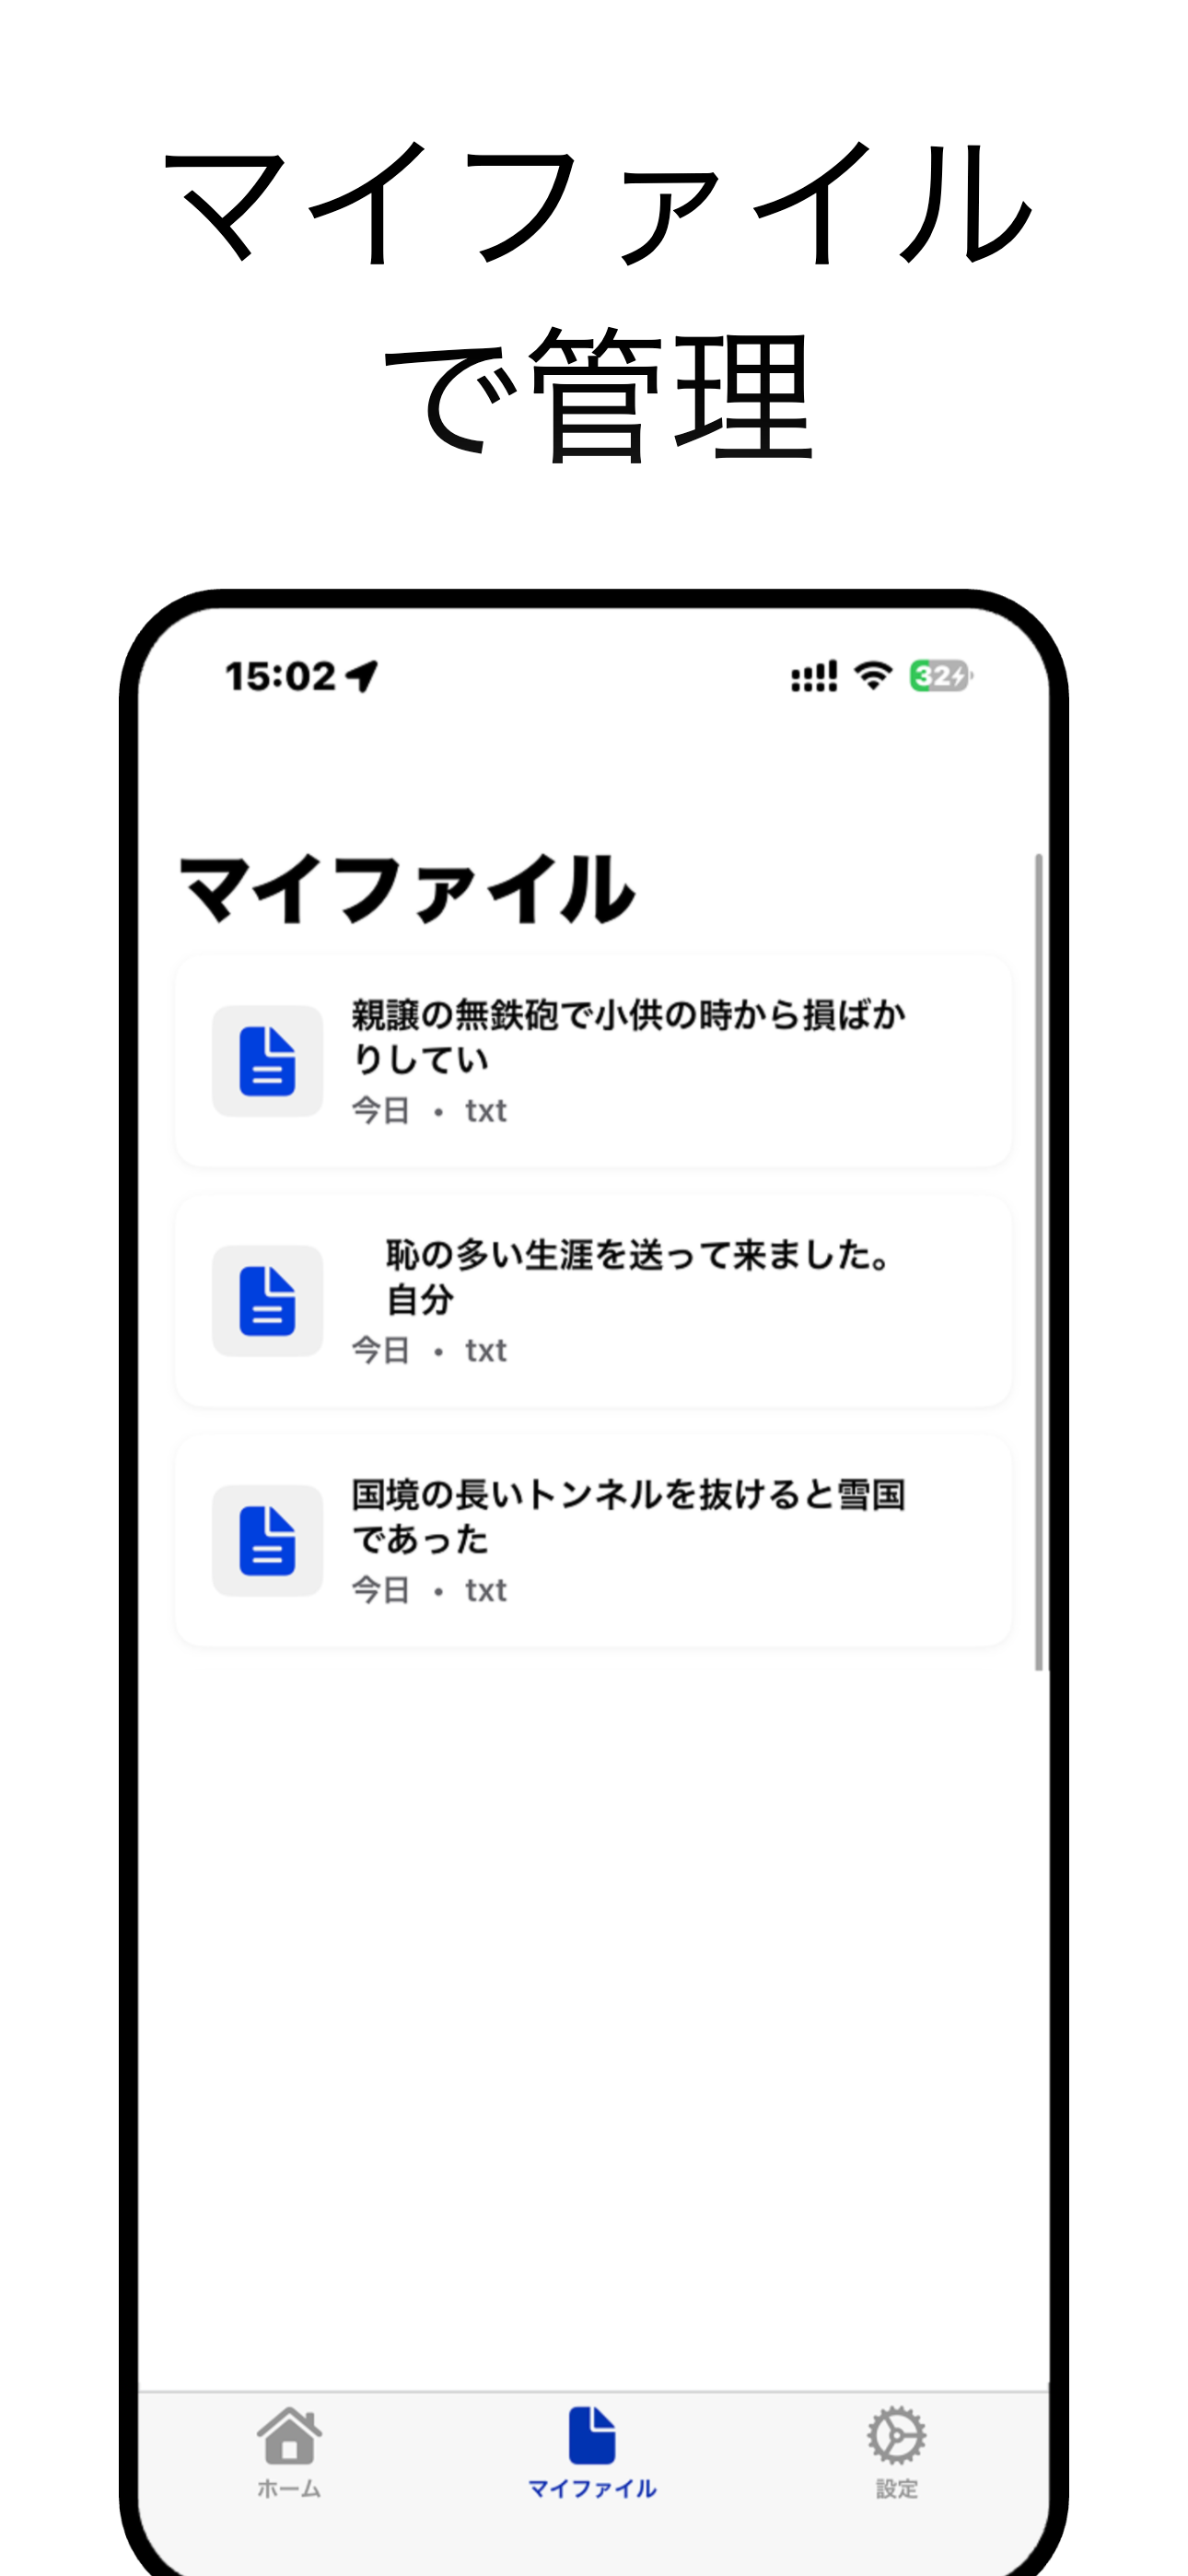 マイファイル
で管理
15:02
32
マイファイル
親譲の無鉄砲で小供の時から損ばか
りしてい
今日 • txt
恥の多い生涯を送って来ました。
自分
今日 • txt
国境の長いトンネルを抜けると雪国
であった
今日 • txt
ホーム
マイファイル
設定